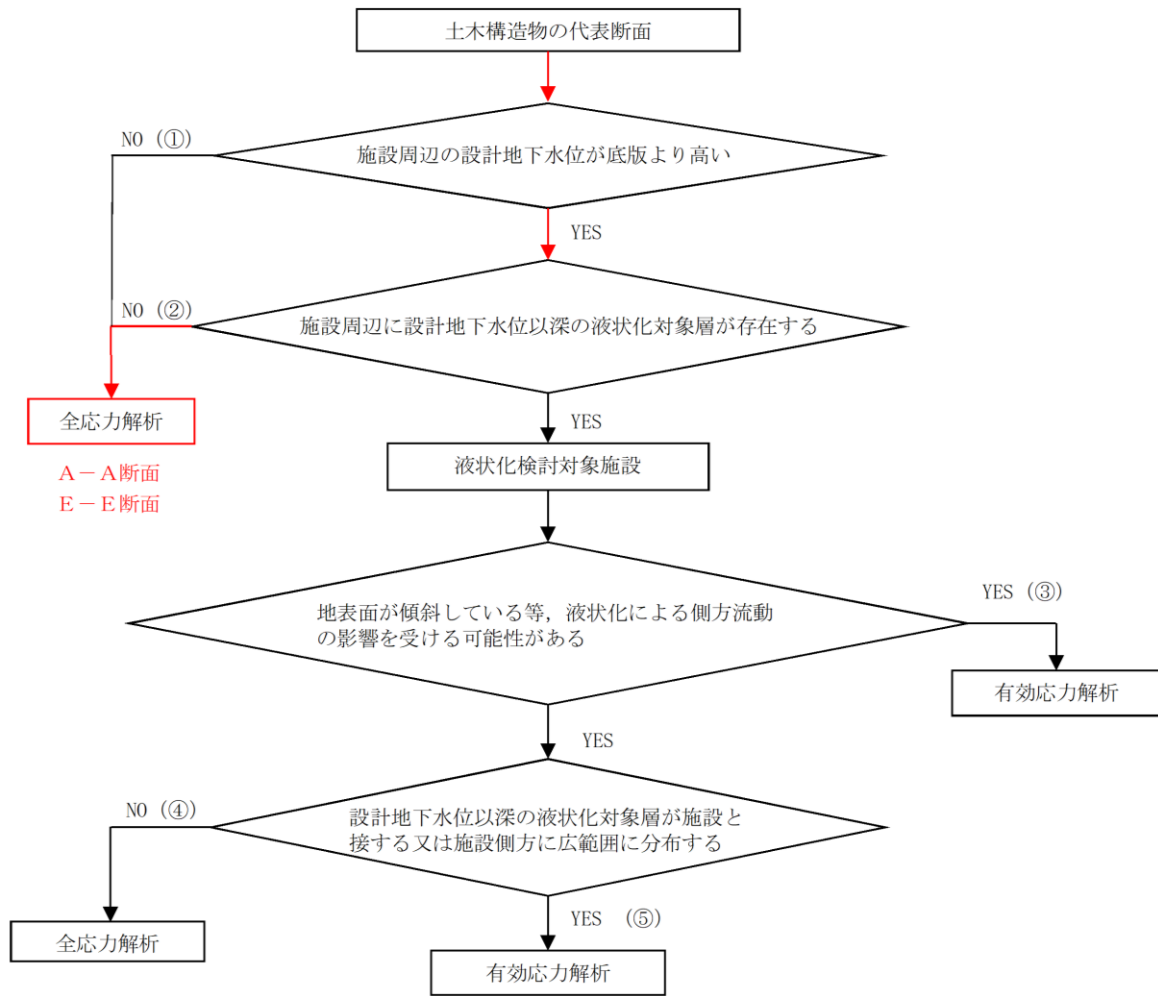 土木構造物の代表断面
NO (①)
施設周辺の設計地下水位が底版より高い
YES
NO (②)
施設周辺に設計地下水位以深の液状化対象層が存在する
全応力解析
YES
液状化検討対象施設
A-A断面
E-E断面
地表面が傾斜している等,液状化による側方流動
の影響を受ける可能性がある
YES (③)
有効応力解析
YES
NO (④)
設計地下水位以深の液状化対象層が施設と
接する又は施設側方に広範囲に分布する
YES (⑤)
全応力解析
有効応力解析